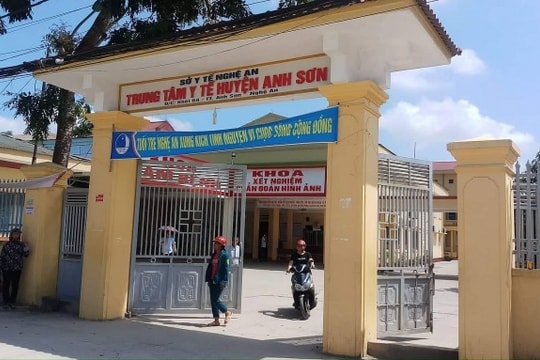 SỞ Y TẾ NGHỆ AN
TRUNG TÂM Y TẾ HUYỆN ANH SƠN
TUỔI TRẺ NGHỆ AN XUNG KÍCH TÌNH NGUYỆN VÌ CUỘC SỐNG CỘNG ĐỒNG
KHOA
XÉT NGHIỆM
ẨN ĐOÁN HÌNH ẢNH